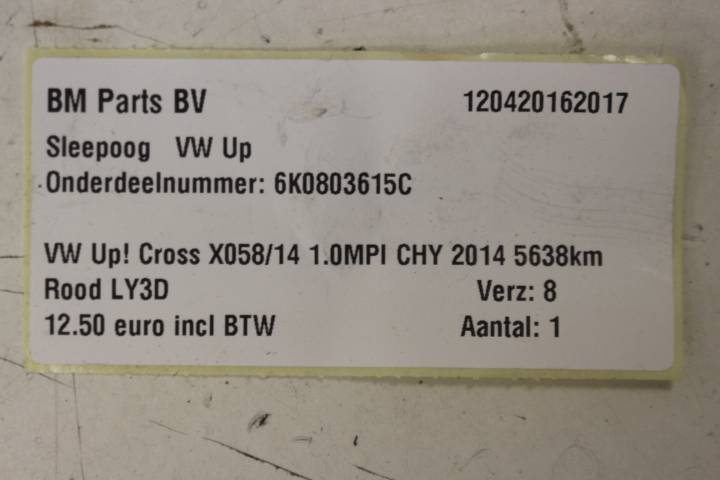 BM Parts BV 120420162017
Sleepoog VW Up
Onderdeelnummer: 6K0803615C
VW Up! Cross X058/14 1.0MPI CHY 2014 5638km
Rood LY3D Verz: 8
12.50 euro incl BTW Aantal: 1